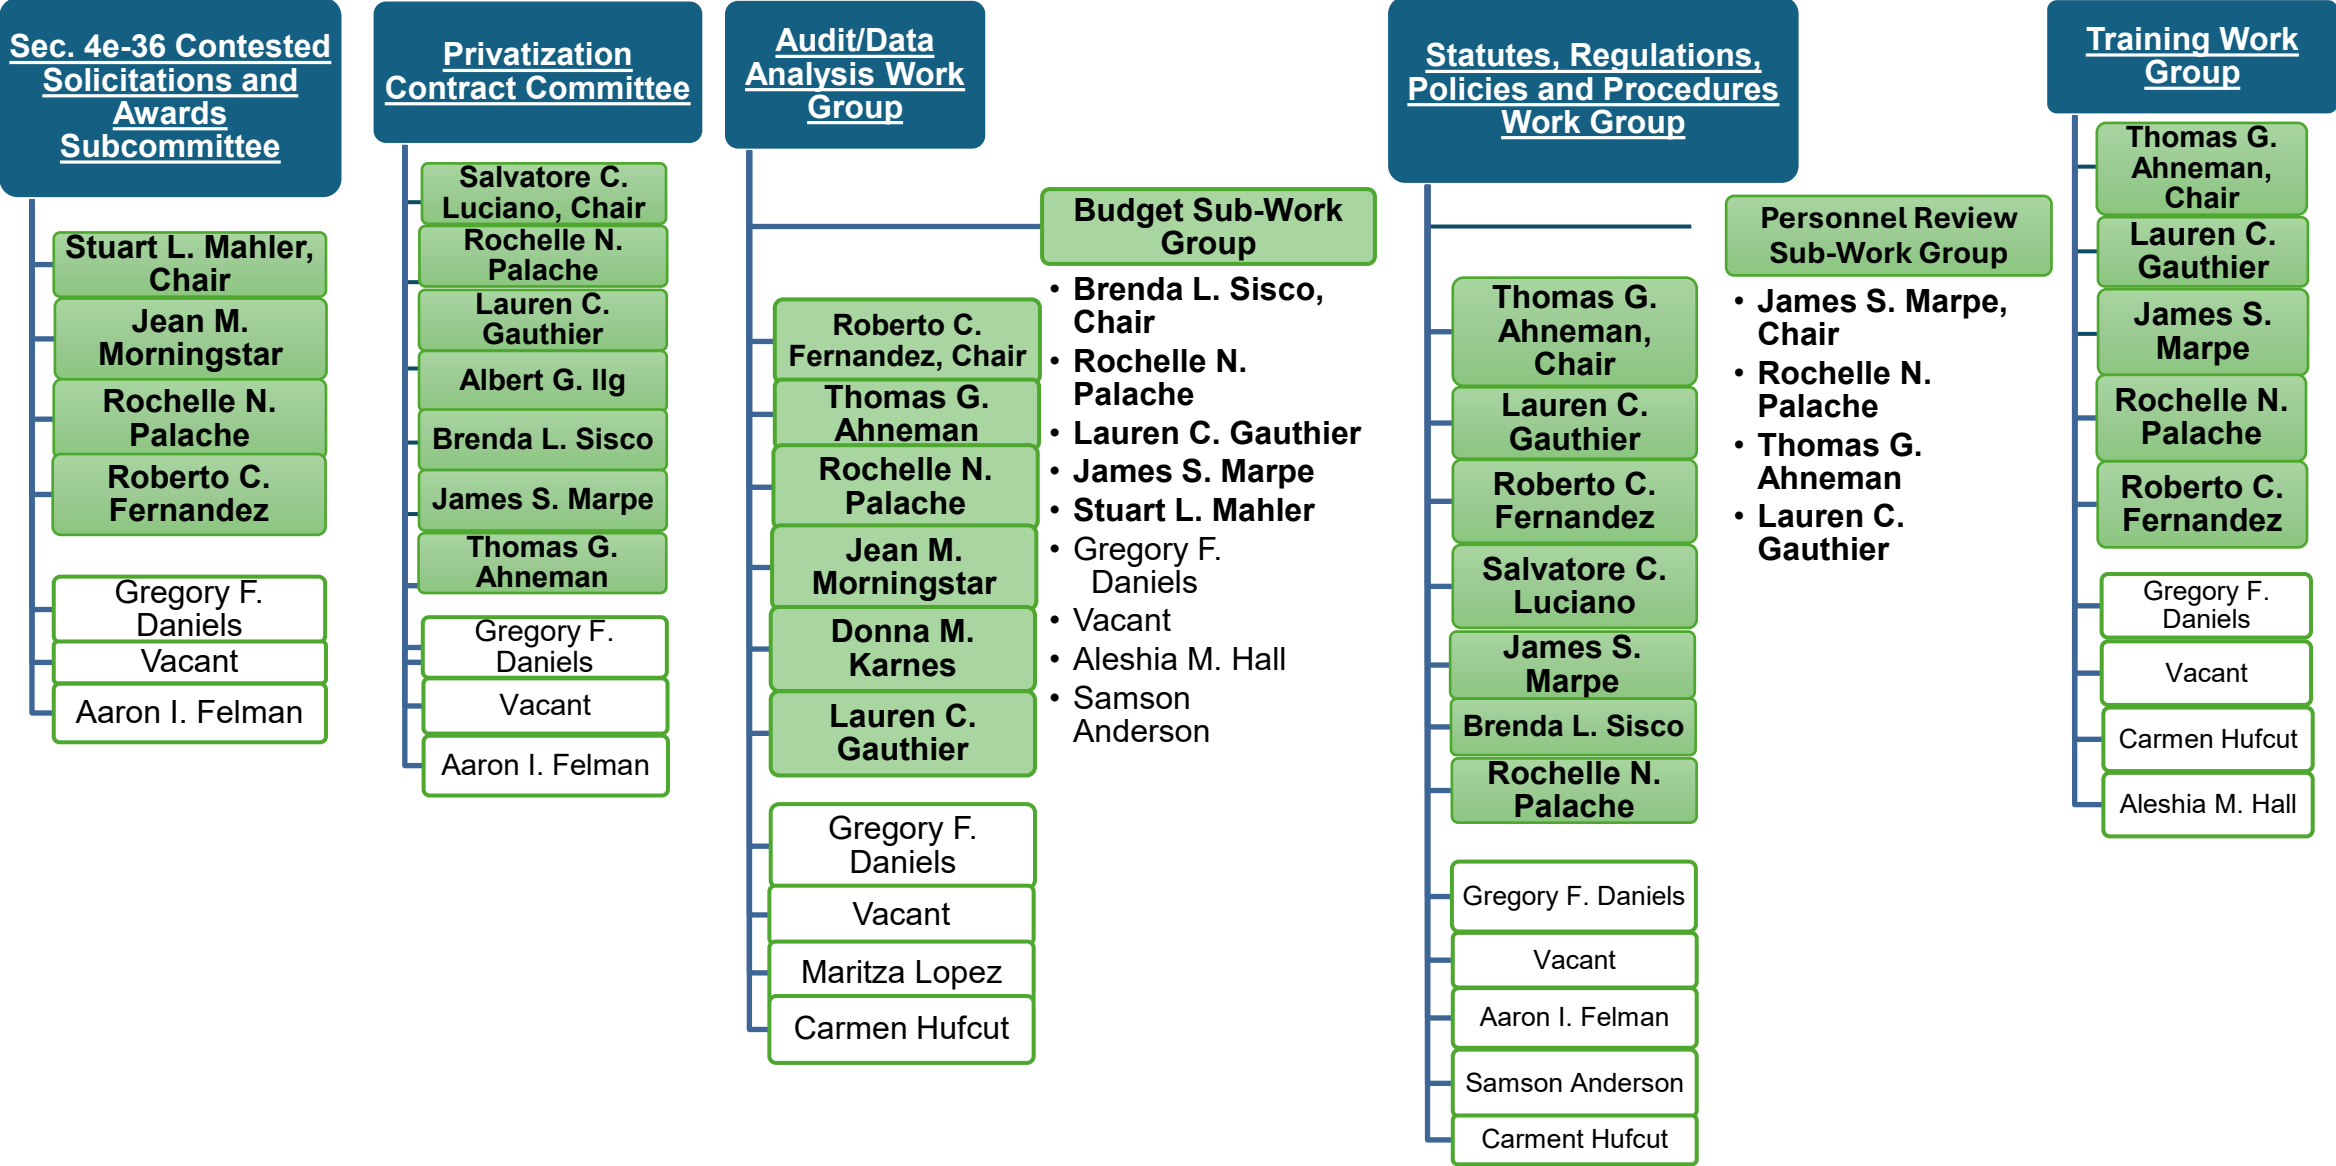 Sec. 4e-36 Contested
Solicitations and
Awards
Subcommittee
Stuart L. Mahler,
Chair
Jean M.
Morningstar
Rochelle N.
Palache
Roberto C.
Fernandez
Gregory F.
Daniels
Vacant
Aaron I. Felman
Privatization
Contract Committee
Salvatore C.
Luciano, Chair
Rochelle N.
Palache
Lauren C.
Gauthier
Albert G. Ilg
Brenda L. Sisco
James S. Marpe
Thomas G.
Ahneman
Gregory F.
Daniels
Vacant
Aaron I. Felman
Audit/Data
Analysis Work
Group
Roberto C.
Fernandez, Chair
Thomas G.
Ahneman
Rochelle N.
Palache
Jean M.
Morningstar
Donna M.
Karnes
Lauren C.
Gauthier
Gregory F.
Daniels
Vacant
Maritza Lopez
Carmen Hufcut
Budget Sub-Work
Group
• Brenda L. Sisco,
Chair
• Rochelle N.
Palache
• Lauren C. Gauthier
• James S. Marpe
• Stuart L. Mahler
• Gregory F.
Daniels
• Vacant
• Aleshia M. Hall
• Samson
Anderson
Statutes, Regulations,
Policies and Procedures
Work Group
Thomas G.
Ahneman,
Chair
Lauren C.
Gauthier
Roberto C.
Fernandez
Salvatore C.
Luciano
James S.
Marpe
Brenda L. Sisco
Rochelle N.
Palache
Gregory F. Daniels
Vacant
Aaron I. Felman
Samson Anderson
Carment Hufcut
Personnel Review
Sub-Work Group
• James S. Marpe,
Chair
• Rochelle N.
Palache
• Thomas G.
Ahneman
• Lauren C.
Gauthier
Training Work
Group
Thomas G.
Ahneman,
Chair
Lauren C.
Gauthier
James S.
Marpe
Rochelle N.
Palache
Roberto C.
Fernandez
Gregory F.
Daniels
Vacant
Carmen Hufcut
Aleshia M. Hall